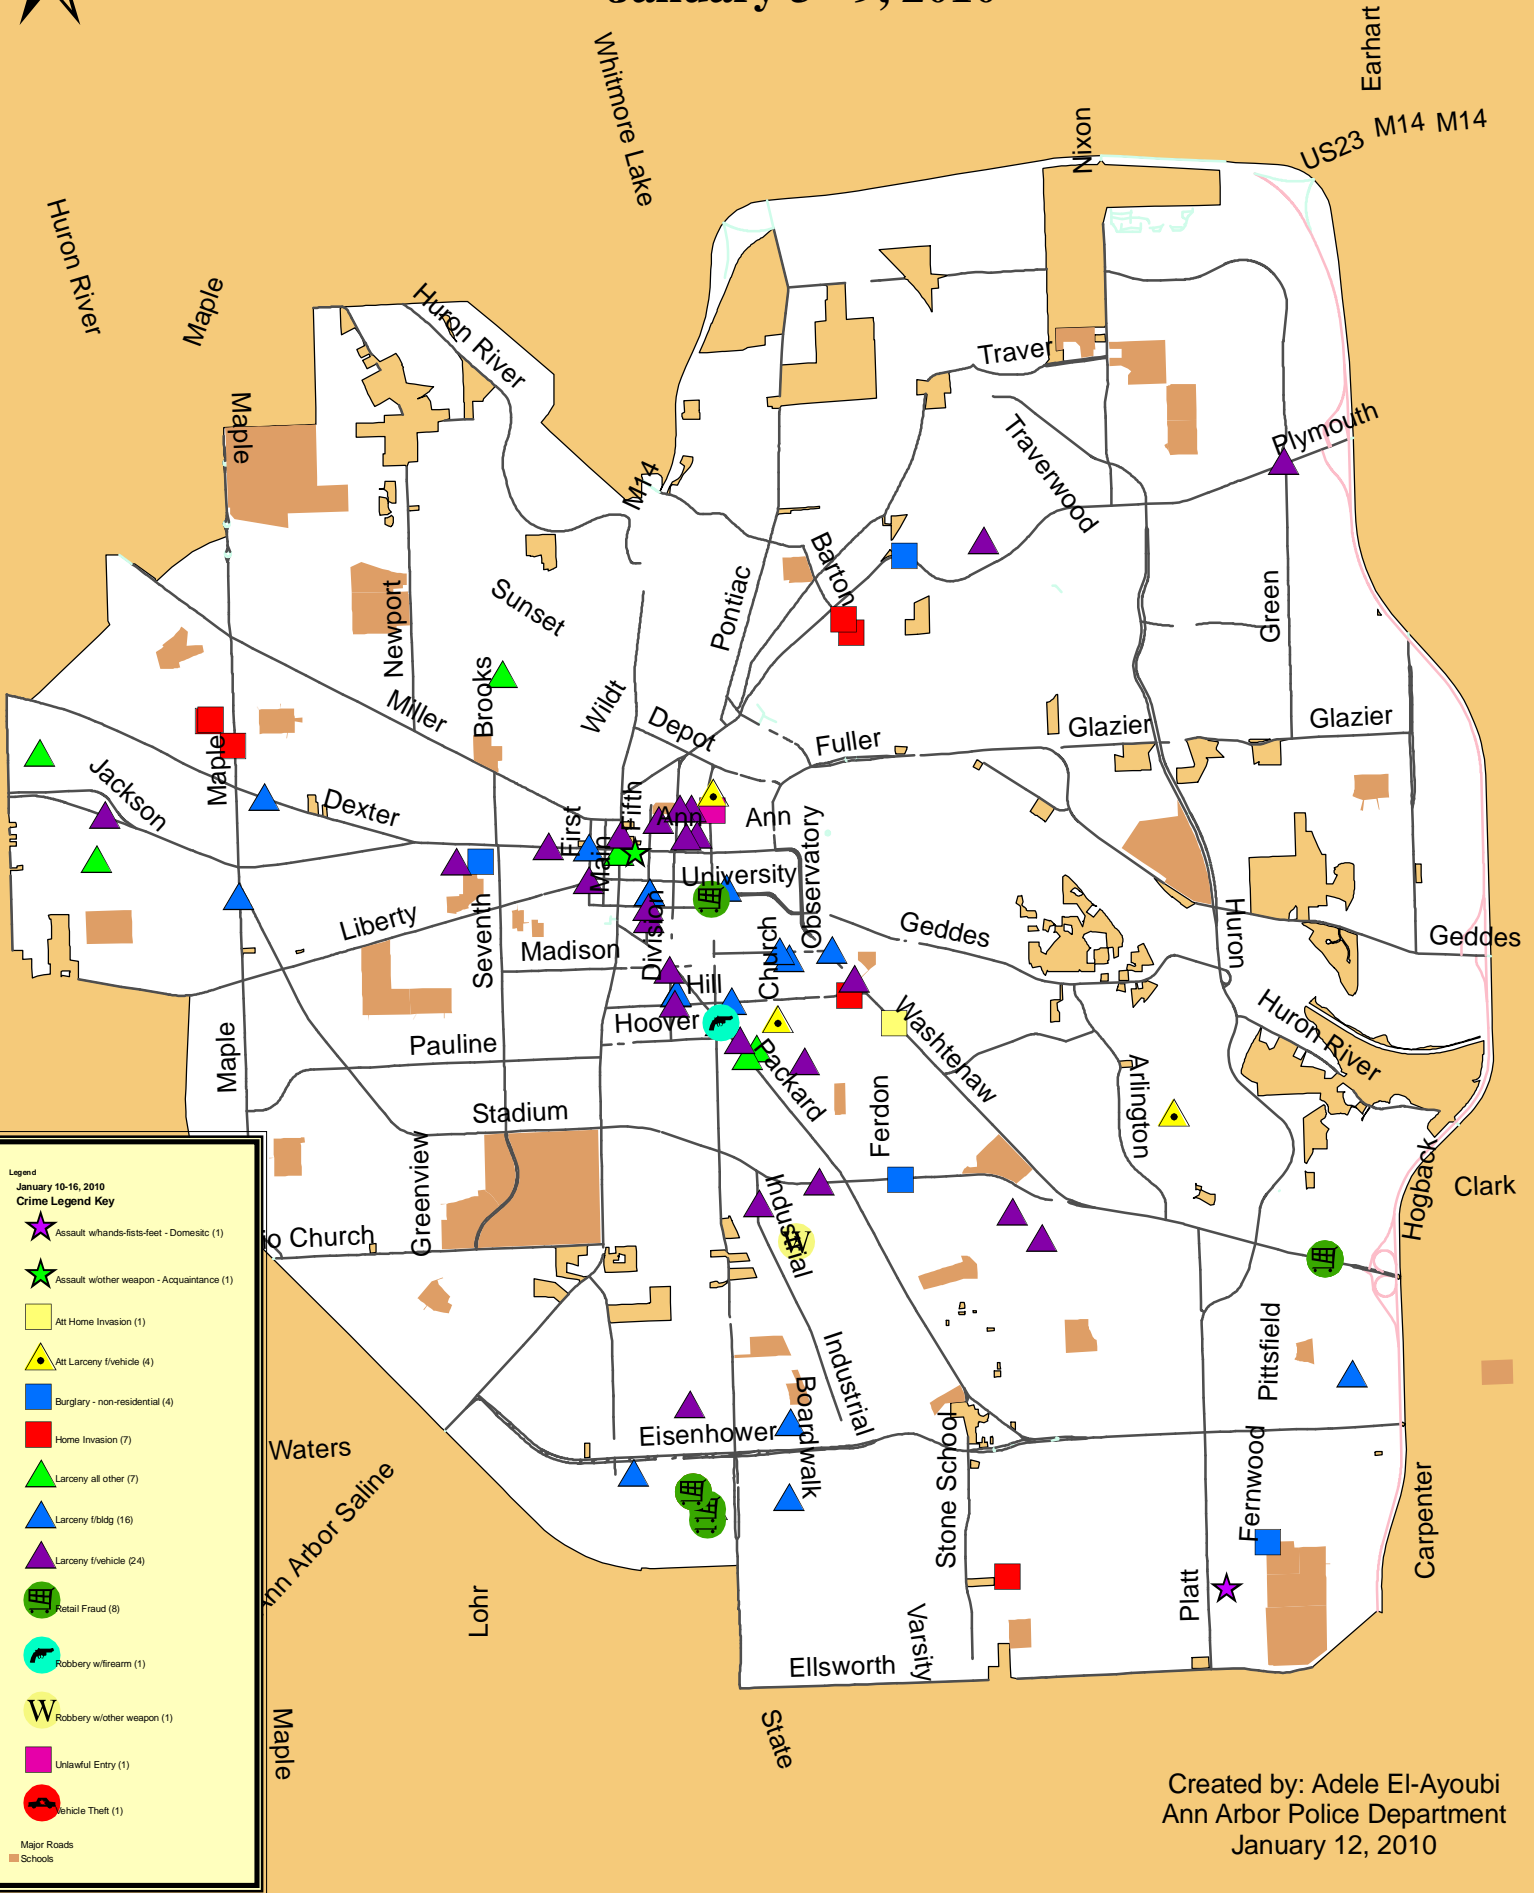 January 3 - 9, 2010
Earhart
Whitmore Lake
Nixon
US23
M14
M14
Huron River
Maple
Huron River
Traver
Maple
Plymouth
Traverwood
M14
Barton
Sunset
Newport
Pontiac
Green
Brooks
Miller
Wildt
Depot
Fuller
Glazier
Glazier
Maple
Jackson
Dexter
First
Fifth
Main
Ann
Ann
Observatory
University
Liberty
Seventh
Madison
Division
Church
Geddes
Huron
Geddes
Hill
Hoover
Washtenaw
Huron River
Maple
Pauline
Packard
Ferdon
Arlington
Stadium
Greenview
Industrial
Hogback
Clark
io Church
Industrial
Pittsfield
Boardwalk
Eisenhower
Stone School
Fernwood
Waters
Ann Arbor Saline
Carpenter
Lohr
Platt
Varsity
Ellsworth
Maple
State
Legend
January 10-16, 2010
Crime Legend Key
Assault w/hands-fists-feet - Domesitc (1)
Assault w/other weapon - Acquaintance (1)
Att Home Invasion (1)
Att Larceny f/vehicle (4)
Burglary - non-residential (4)
Home Invasion (7)
Larceny all other (7)
Larceny f/bldg (16)
Larceny f/vehicle (24)
Retail Fraud (8)
Robbery w/firearm (1)
W
Robbery w/other weapon (1)
Unlawful Entry (1)
Vehicle Theft (1)
Major Roads
Schools
W
Created by: Adele El-Ayoubi
Ann Arbor Police Department
January 12, 2010